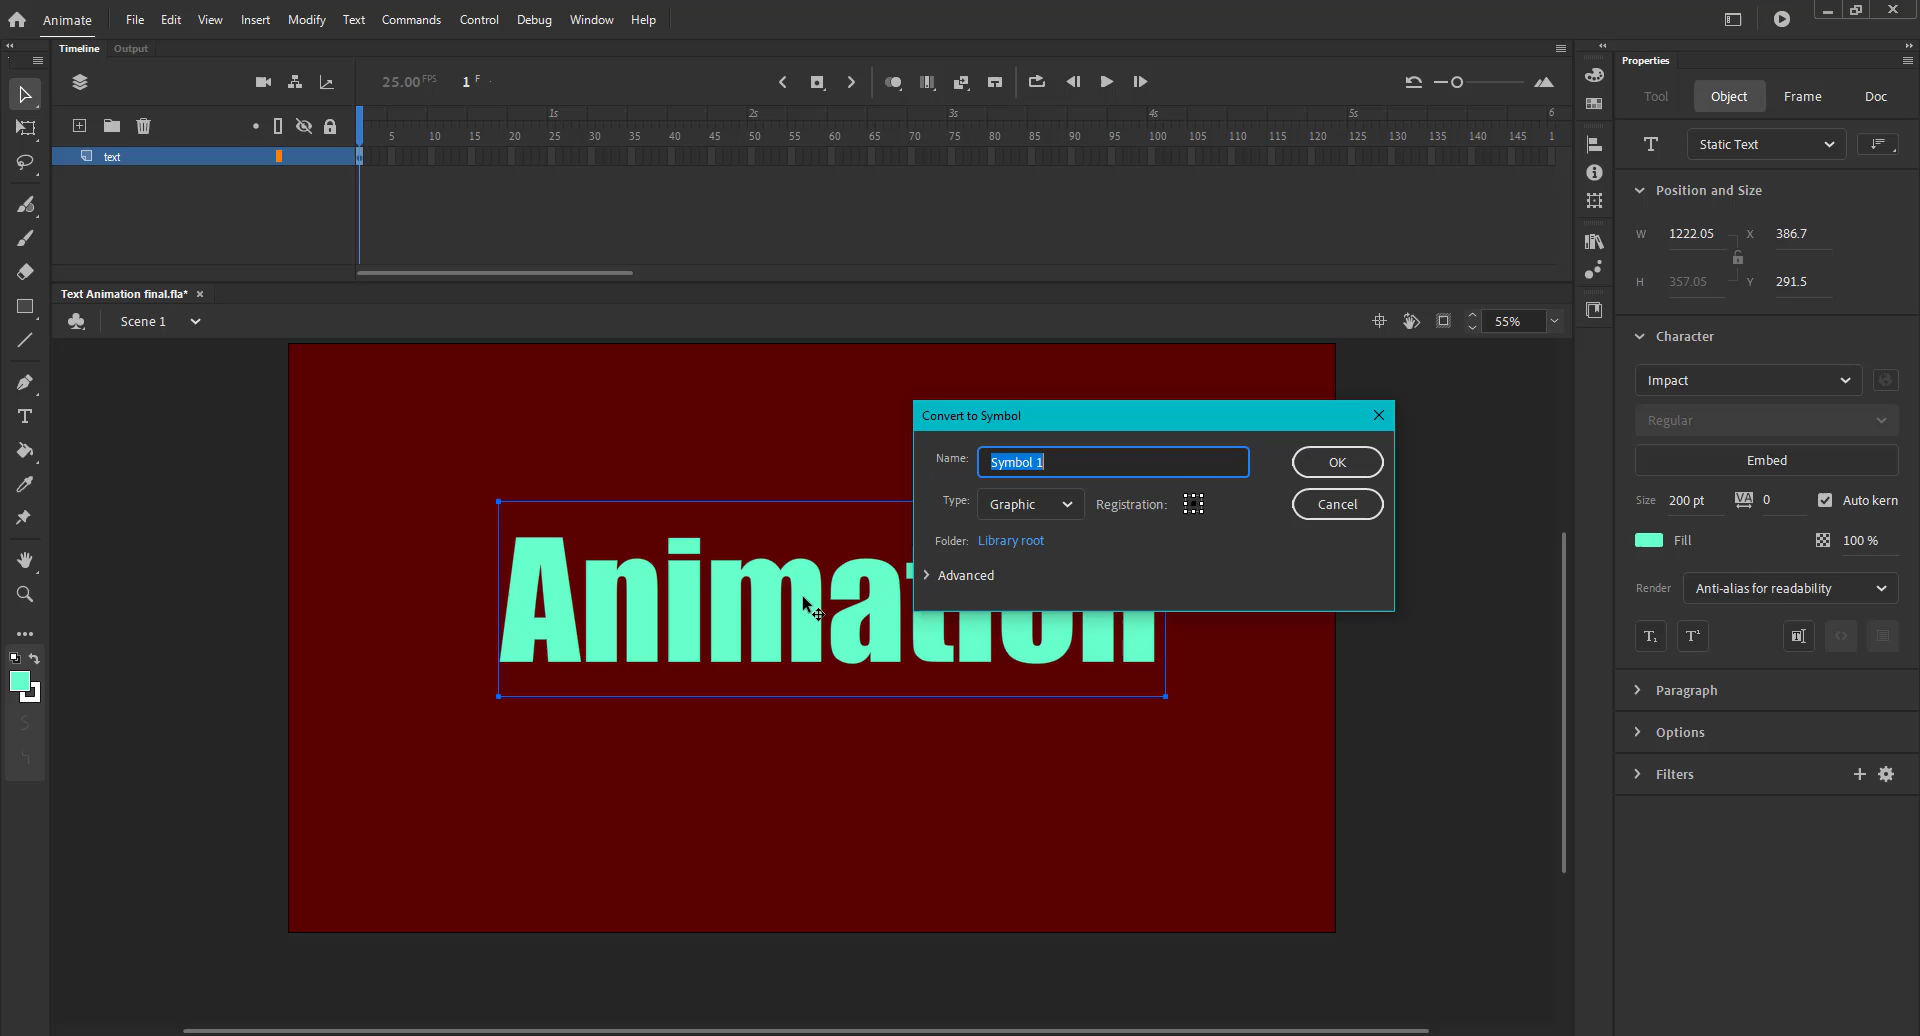 Animate File Edit View Insert Modify Text Commands Control Debug Window Help
Timeline Output
25.00 FPS 1 F
1s 2s 3s 4s 5s 6
5 10 15 20 25 30 35 40 45 50 55 60 65 70 75 80 85 90 95 100 105 110 115 120 125 130 135 140 145 1
text
Text Animation final.fla* ×
Scene 1
55%
Animation
Convert to Symbol
Name: Symbol 1 OK
Type: Graphic Registration: Cancel
Folder: Library root
Advanced
Properties
Tool Object Frame Doc
T Static Text
Position and Size
W 1222.05 X 386.7
H 357.05 Y 291.5
Character
Impact
Regular
Embed
Size 200 pt VA 0 Auto kern
Fill 100 %
Render Anti-alias for readability
T₁ T¹
Paragraph
Options
Filters